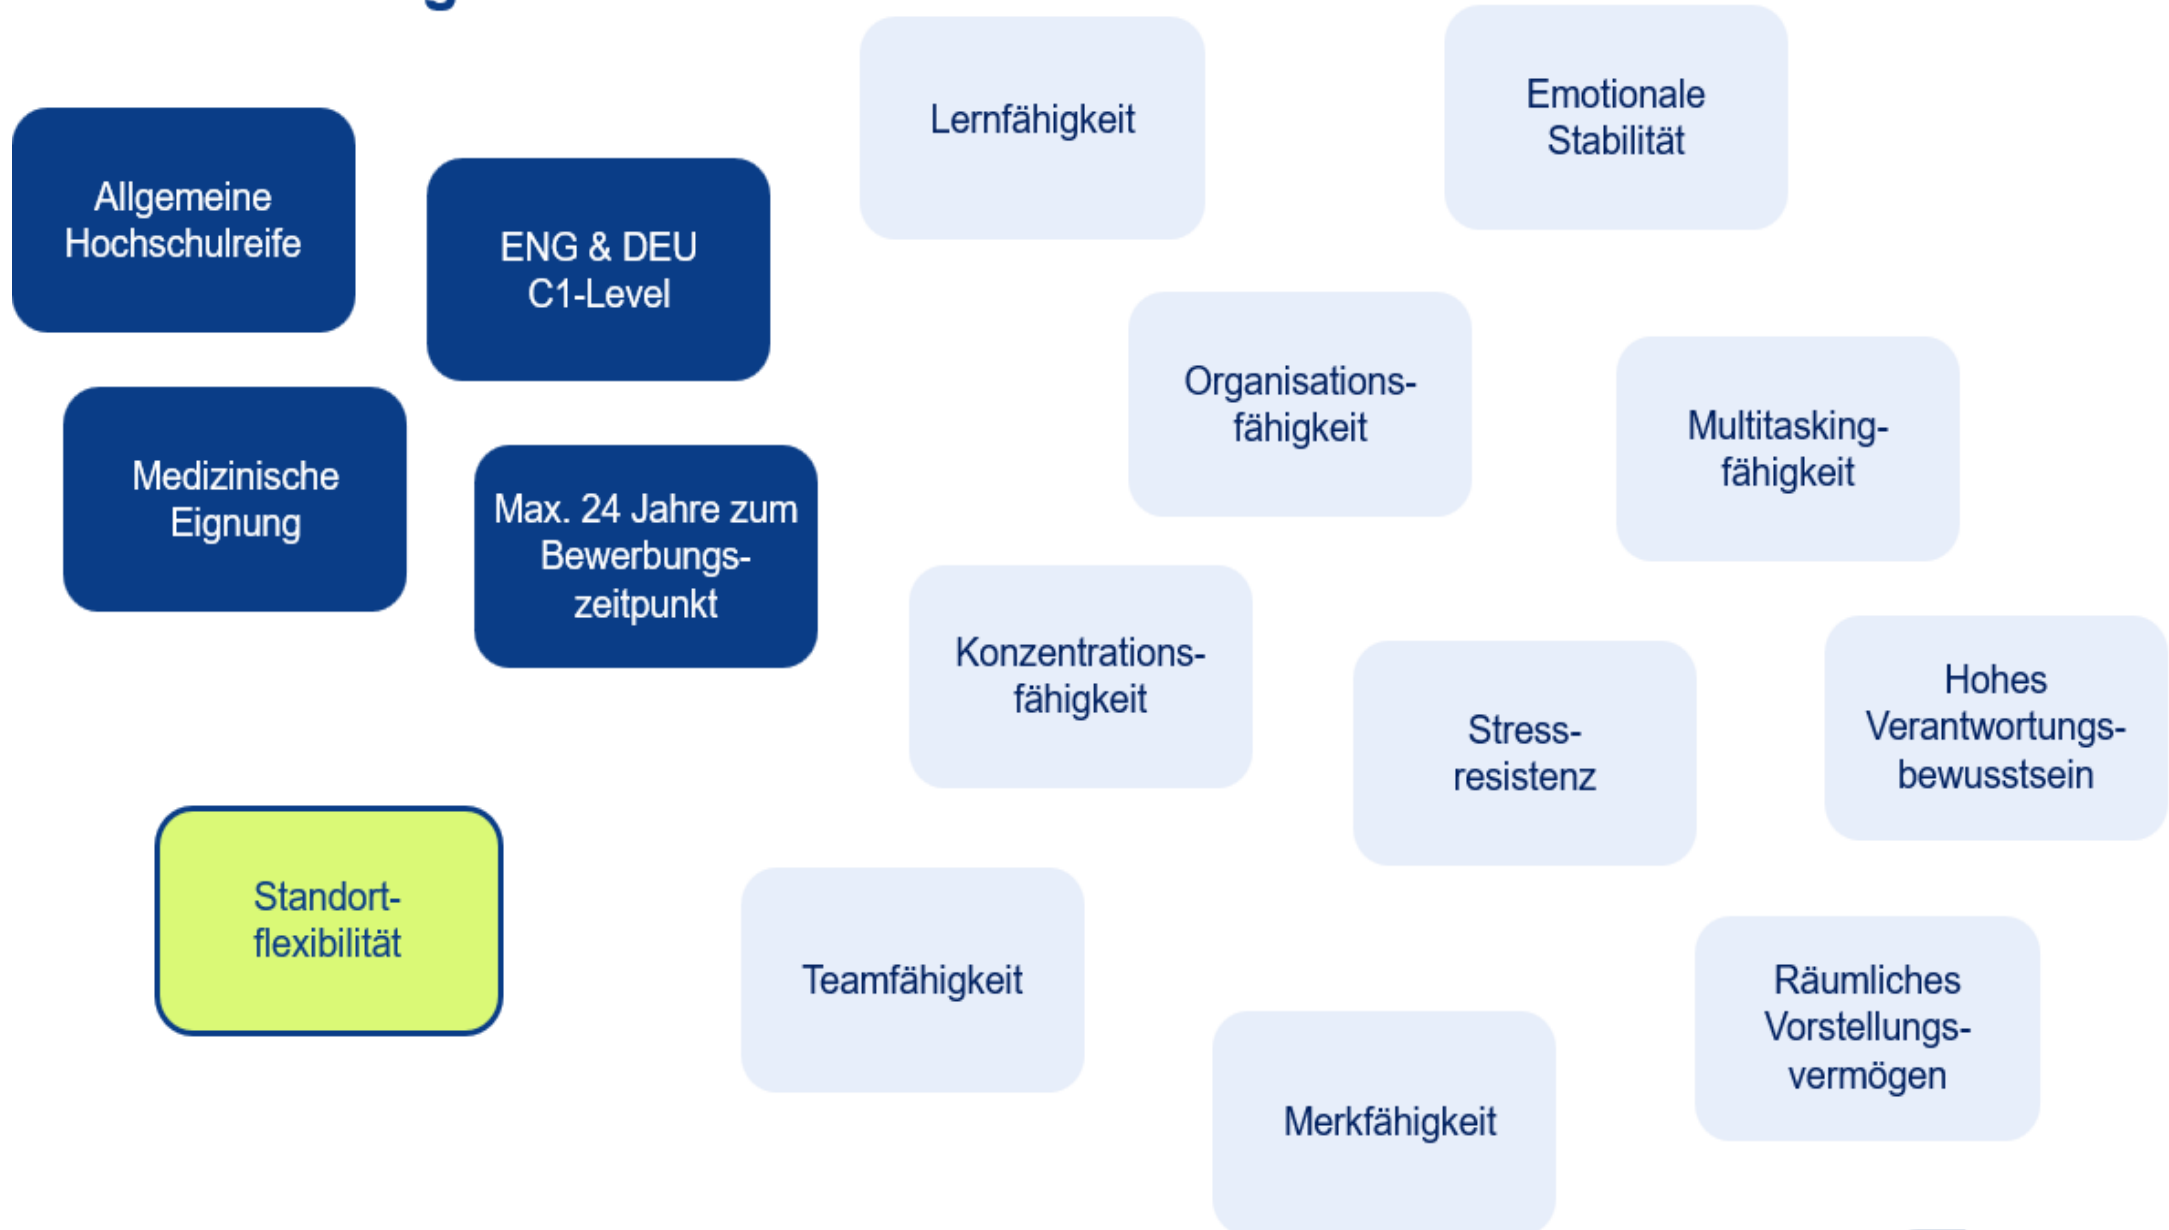 Allgemeine
Hochschulreife
ENG & DEU
C1-Level
Medizinische
Eignung
Max. 24 Jahre zum
Bewerbungs-
zeitpunkt
Standort-
flexibilität
Lernfähigkeit
Emotionale
Stabilität
Organisations-
fähigkeit
Multitasking-
fähigkeit
Konzentrations-
fähigkeit
Stress-
resistenz
Hohes
Verantwortungs-
bewusstsein
Teamfähigkeit
Merkfähigkeit
Räumliches
Vorstellungs-
vermögen